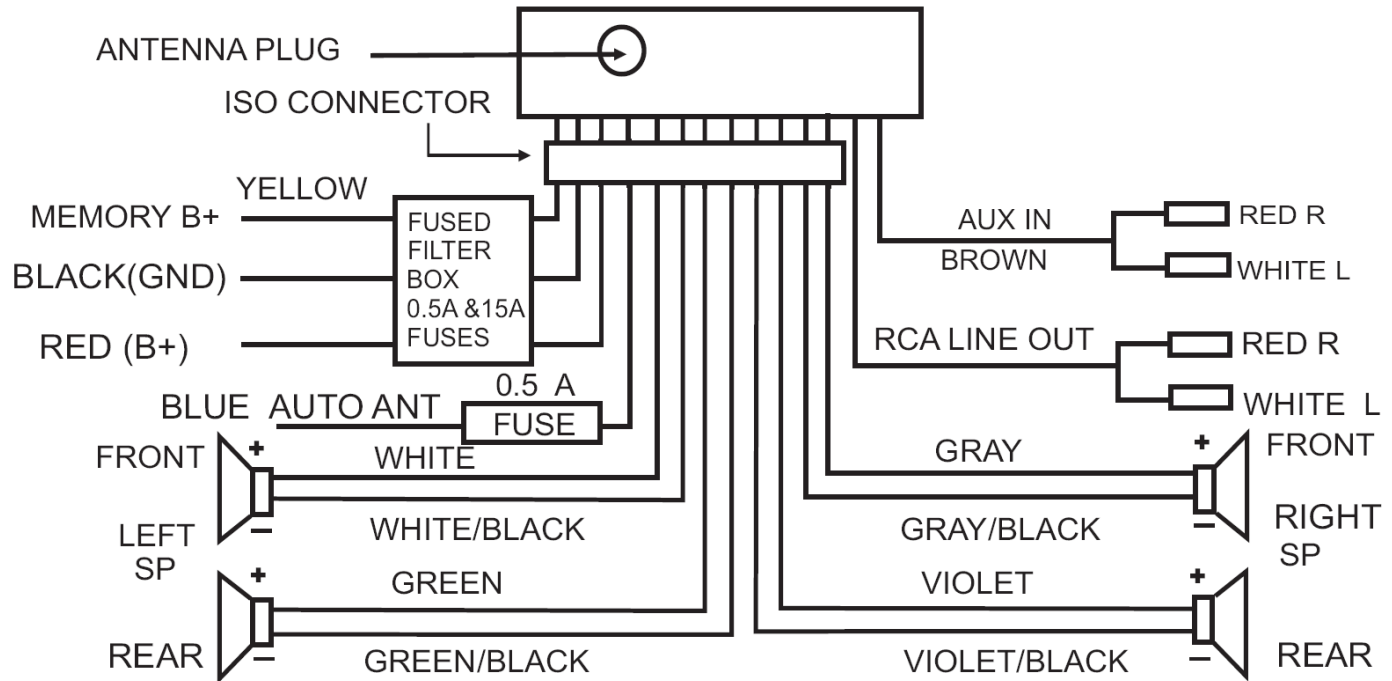 ANTENNA PLUG
ISO CONNECTOR
YELLOW
MEMORY B+
BLACK(GND)
RED (B+)
FUSED
FILTER
BOX
0.5A &15A
FUSES
0.5 A
FUSE
BLUE AUTO ANT
AUX IN
BROWN
RED R
WHITE L
RCA LINE OUT
RED R
WHITE L
FRONT
LEFT
SP
+
−
WHITE
WHITE/BLACK
REAR
+
−
GREEN
GREEN/BLACK
GRAY
GRAY/BLACK
+
−
FRONT
RIGHT
SP
VIOLET
VIOLET/BLACK
+
−
REAR